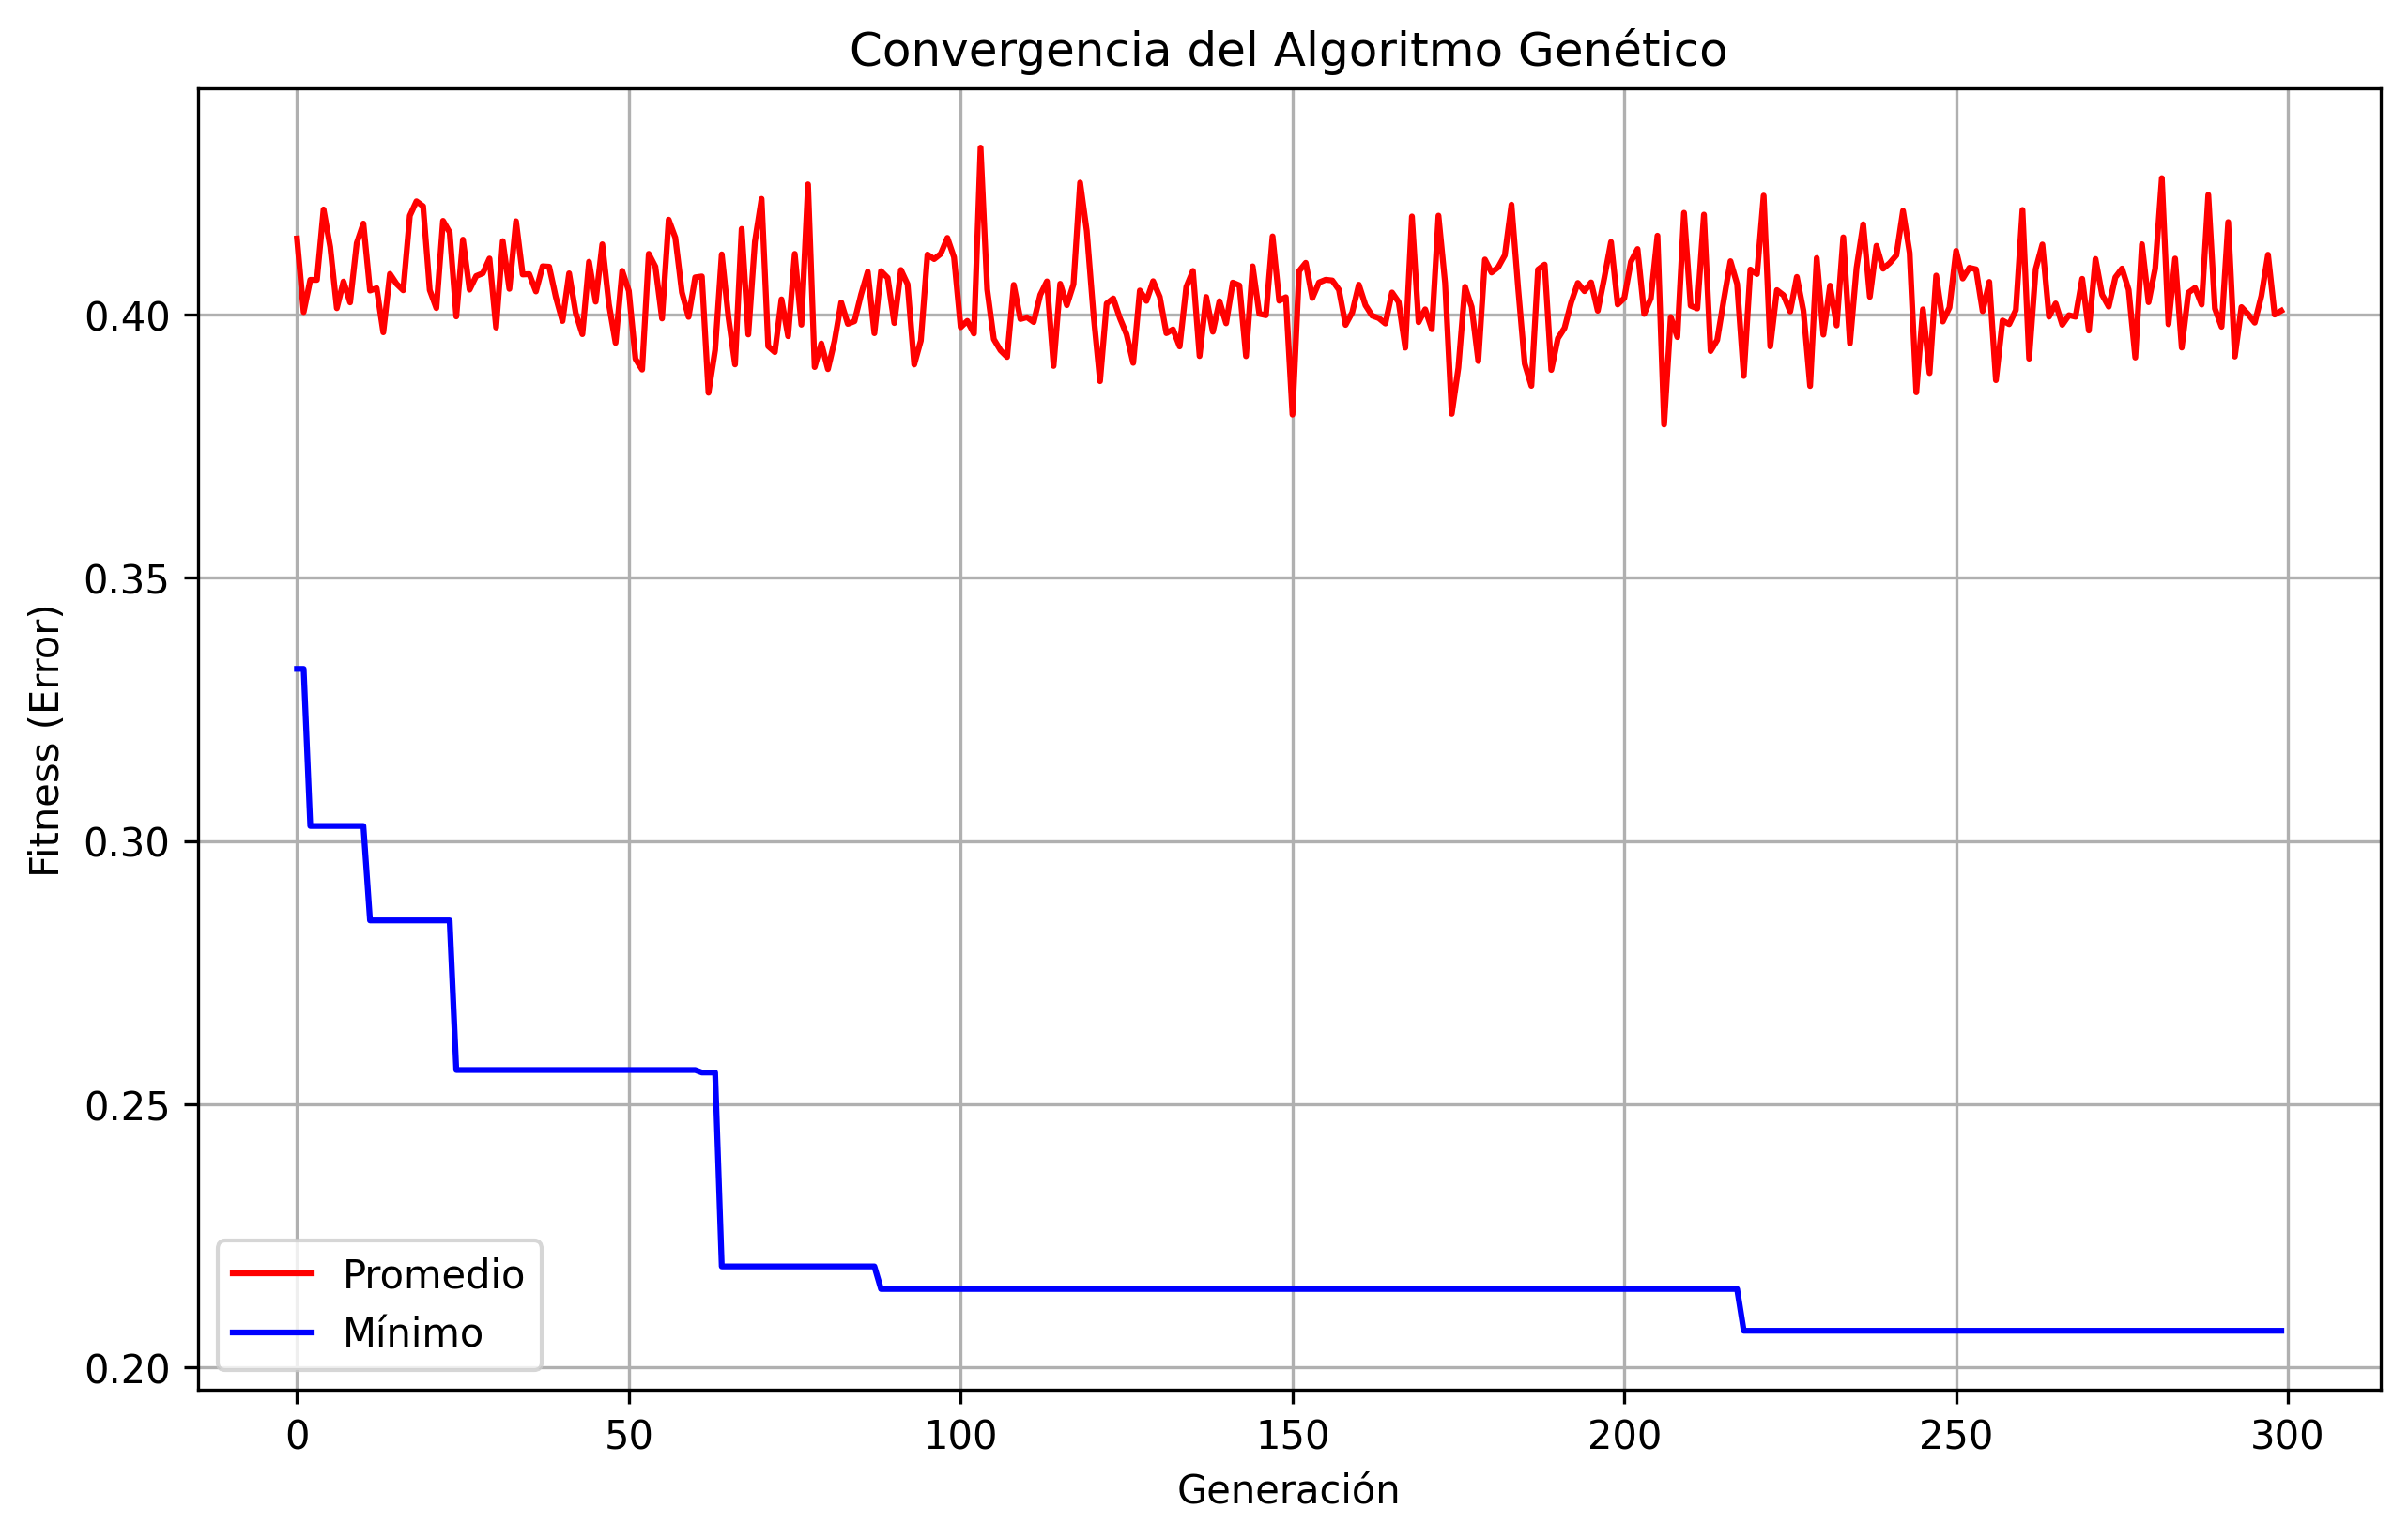 Convergencia del Algoritmo Genético
Fitness (Error)
0.40
0.35
0.30
0.25
0.20
Promedio
Mínimo
0 50 100 150 200 250 300
Generación